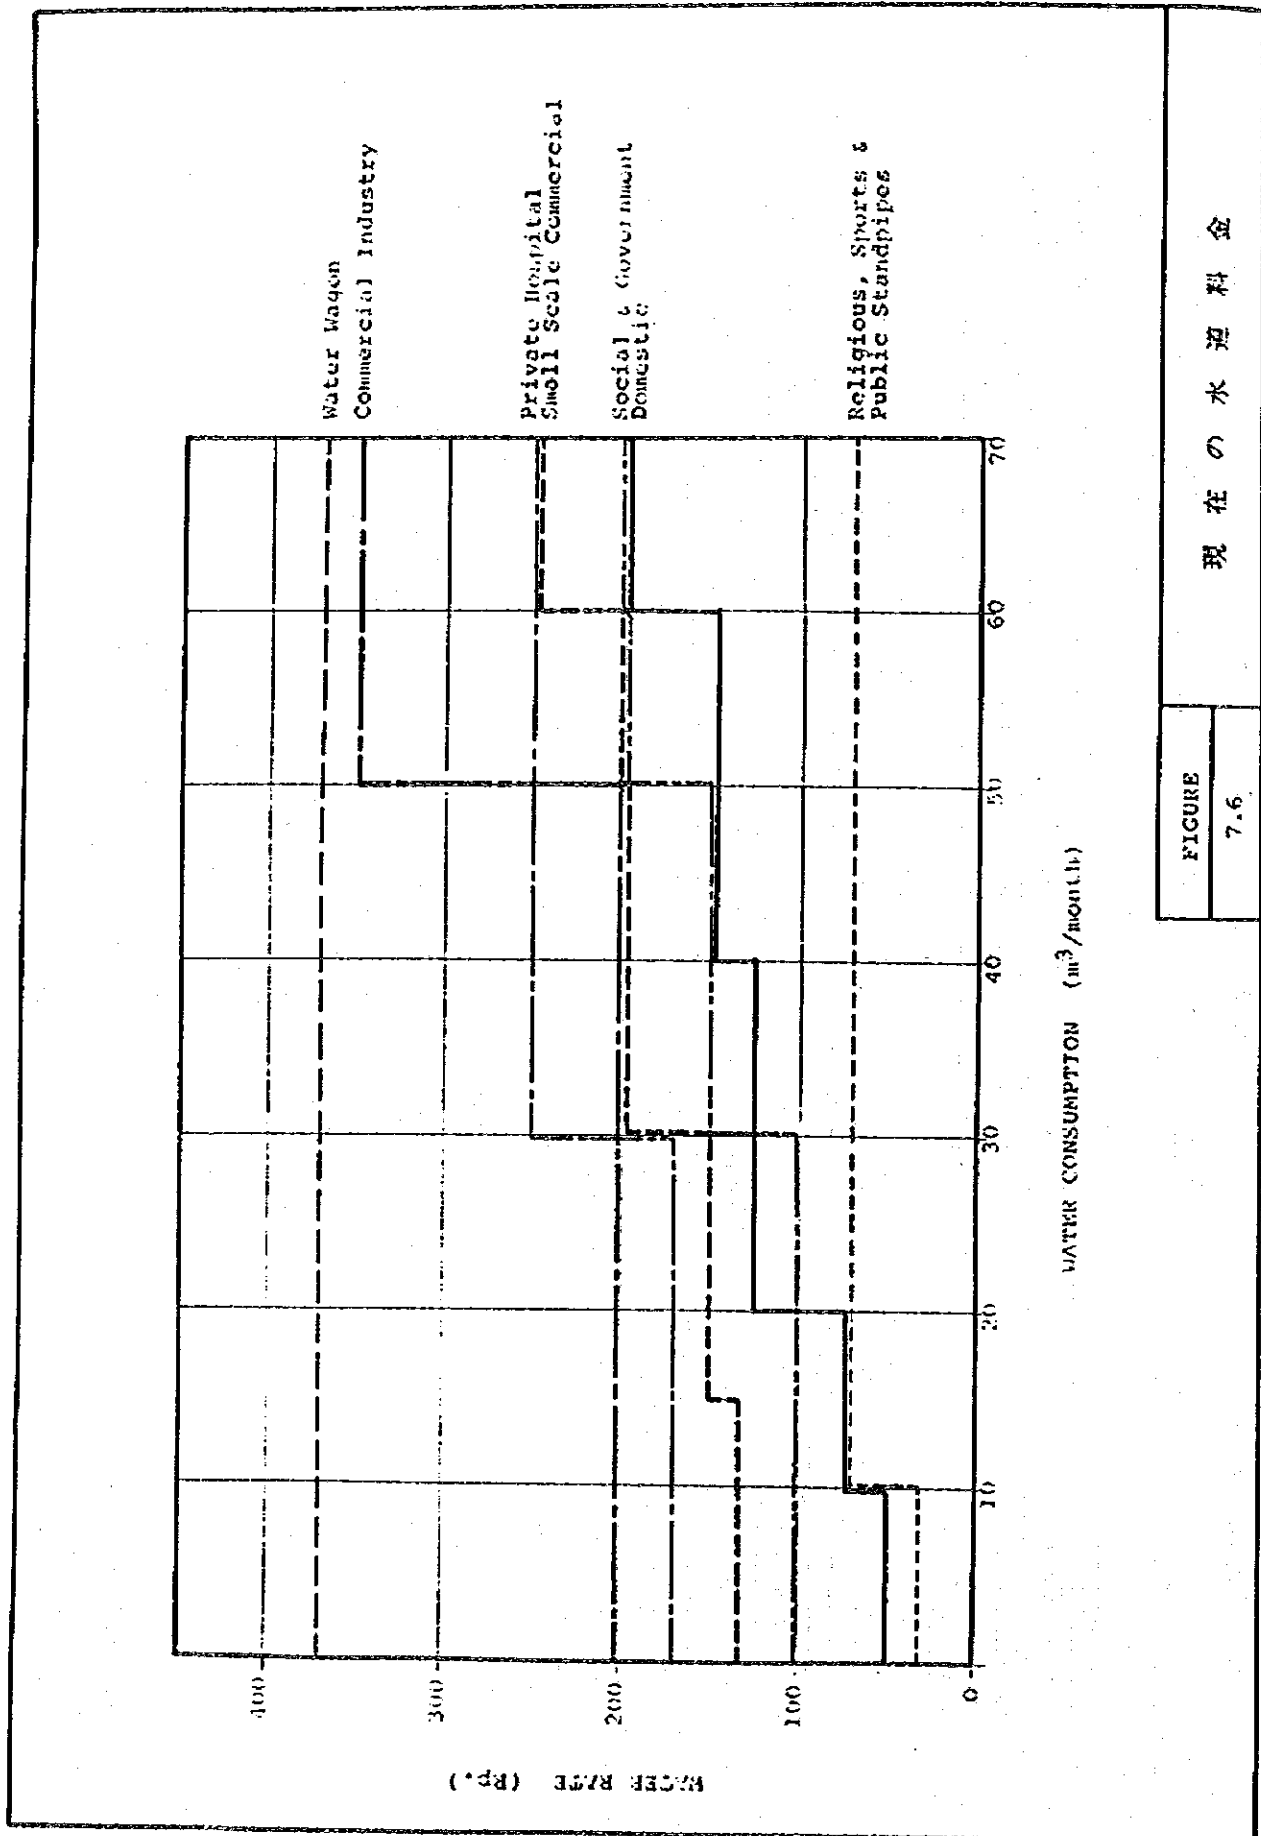 Water Wagon
Commercial Industry
Private Hospital
Smoll Scale Commercial
Social & Government
Domestic
Religious, Sports &
Public Standpipes
WATER RATE (Rp.)
400
300
200
100
0
10
20
30
40
50
60
70
WATER CONSUMPTION (m³/month)
FIGURE
7.6
現在の水道料金